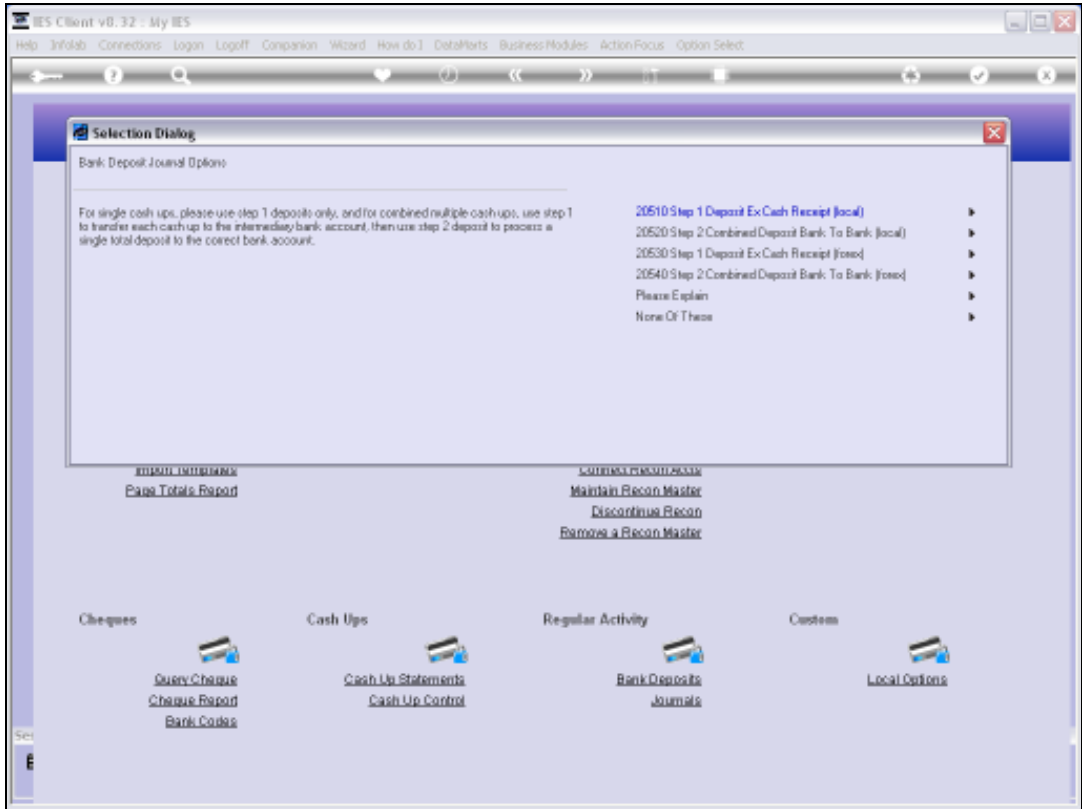 IES Client v8.32 : My IES
Help Infolab Connections Logon Logoff Companion Wizard How do I DataMarts Business Modules Action Focus Option Select
Selection Dialog
Bank Deposit Journal Options
For single cash ups, please use step 1 deposits only, and for combined multiple cash ups, use step 1
to transfer each cash up to the intermediary bank account, then use step 2 deposit to process a
single total deposit to the correct bank account.
20510 Step 1 Deposit Ex Cash Receipt (local)
20520 Step 2 Combined Deposit Bank To Bank (local)
20530 Step 1 Deposit Ex Cash Receipt (forex)
20540 Step 2 Combined Deposit Bank To Bank (forex)
Please Explain
None Of These
Import Templates
Page Totals Report
Connect Recon Accts
Maintain Recon Master
Discontinue Recon
Remove a Recon Master
Cheques
Query Cheque
Cheque Report
Bank Codes
Cash Ups
Cash Up Statements
Cash Up Control
Regular Activity
Bank Deposits
Journals
Custom
Local Options